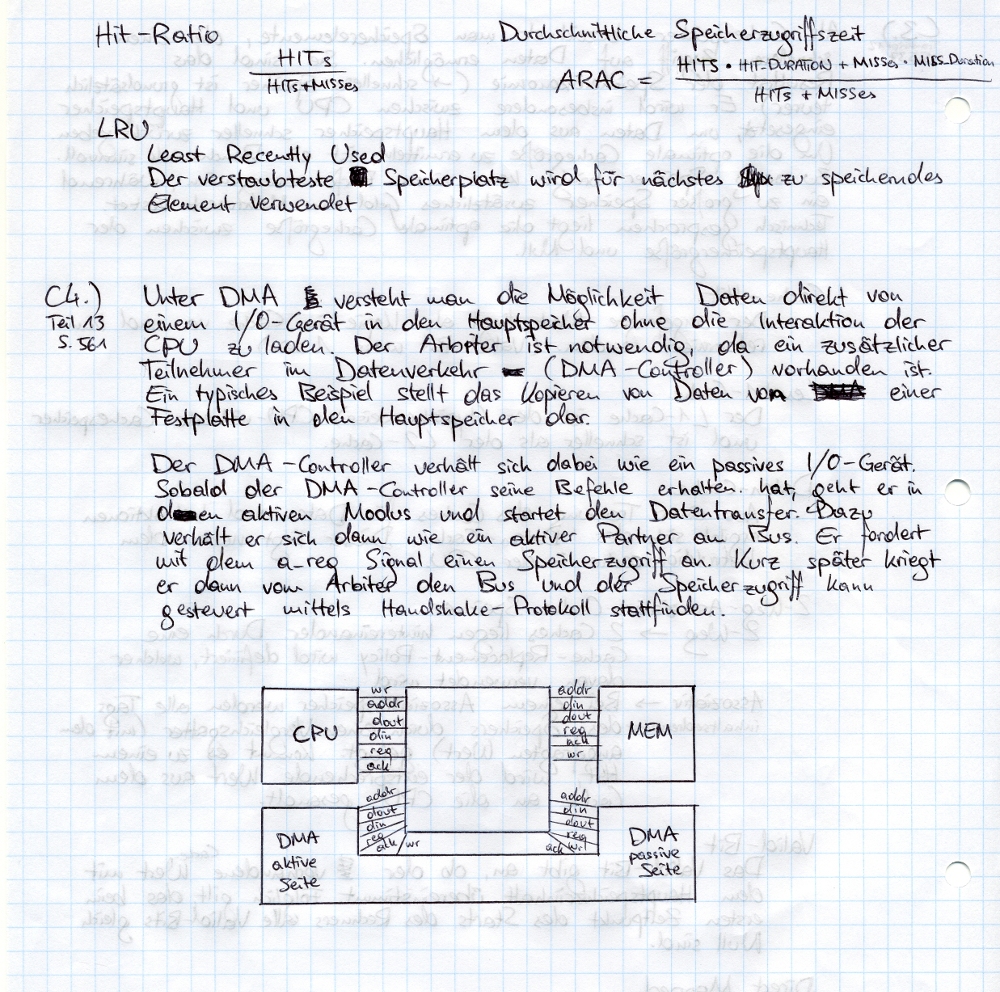 Hit-Ratio
HITs
HITs+Misses
Durchschnittliche Speicherzugriffszeit
ARAC = HITS · HIT-DURATION + MISSes · MISS-Duration
HITS + MISSes
LRU
Least Recently Used
Der verstaubteste Speicherplatz wird für nächstes zu speicherndes
Element verwendet
C4.)
Teil 13
S. 561
Unter DMA versteht man die Möglichkeit Daten direkt von
einem I/O-Gerät in den Hauptspeicher ohne die Interaktion der
CPU zu laden. Der Arbiter ist notwendig, da ein zusätzlicher
Teilnehmer im Datenverkehr (DMA-Controller) vorhanden ist.
Ein typisches Beispiel stellt das Kopieren von Daten von einer
Festplatte in den Hauptspeicher dar.
Der DMA-Controller verhält sich dabei wie ein passives I/O-Gerät.
Sobald der DMA-Controller seine Befehle erhalten hat, geht er in
den aktiven Modus und startet den Datentransfer. Dazu
verhält er sich dann wie ein aktiver Partner am Bus. Er fordert
mit dem a_req Signal einen Speicherzugriff an. Kurz später kriegt
er dann vom Arbiter den Bus und der Speicherzugriff kann
gesteuert mittels Handshake-Protokoll stattfinden.
CPU
wr
addr
dout
din
req
ack
addr
din
dout
req
ack
wr
MEM
DMA
aktive
Seite
addr
dout
din
req
ack
wr
addr
din
dout
req
ack
wr
DMA
passive
Seite